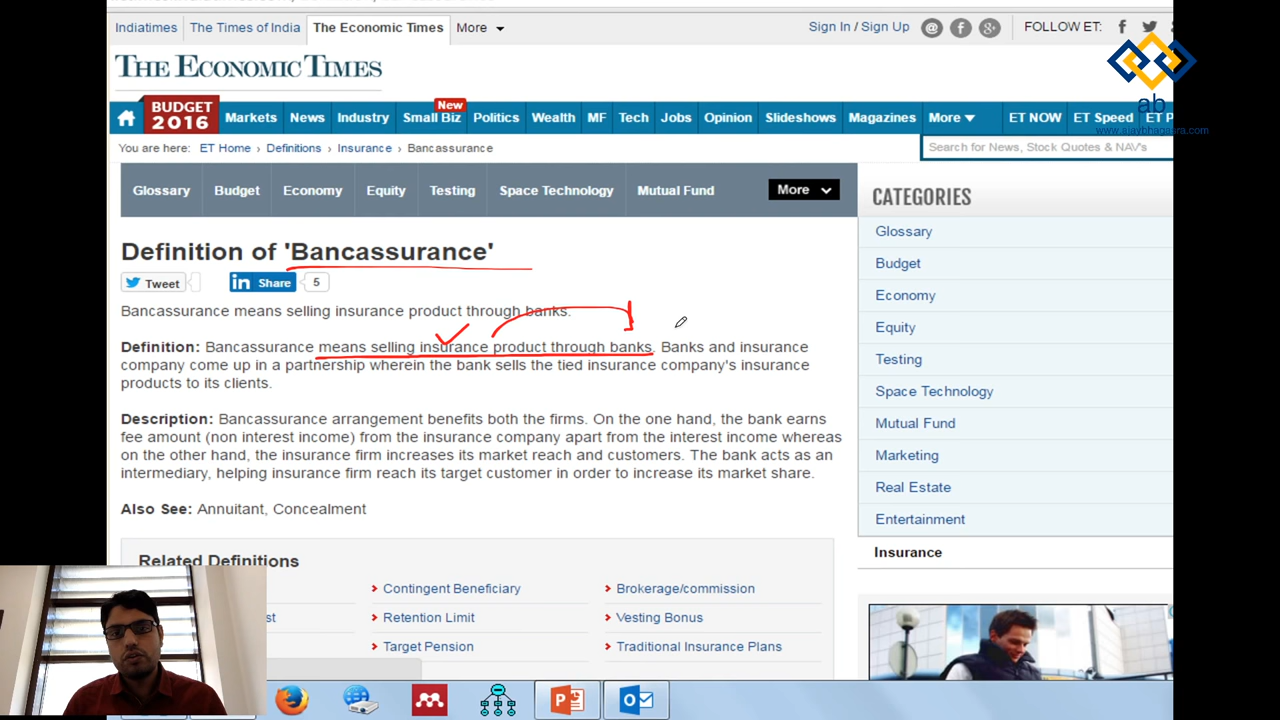 Indiatimes The Times of India The Economic Times More Sign In / Sign Up FOLLOW ET:
THE ECONOMIC TIMES
ab
www.ajaybhagatra.com
BUDGET 2016 Markets News Industry New Small Biz Politics Wealth MF Tech Jobs Opinion Slideshows Magazines More ET NOW ET Speed ET P
You are here: ET Home › Definitions › Insurance › Bancassurance
Search for News, Stock Quotes & NAV's
Glossary Budget Economy Equity Testing Space Technology Mutual Fund More
Definition of 'Bancassurance'
Tweet in Share 5
Bancassurance means selling insurance product through banks.
Definition: Bancassurance means selling insurance product through banks. Banks and insurance
company come up in a partnership wherein the bank sells the tied insurance company's insurance
products to its clients.
Description: Bancassurance arrangement benefits both the firms. On the one hand, the bank earns
fee amount (non interest income) from the insurance company apart from the interest income whereas
on the other hand, the insurance firm increases its market reach and customers. The bank acts as an
intermediary, helping insurance firm reach its target customer in order to increase its market share.
Also See: Annuitant, Concealment
Related Definitions
Contingent Beneficiary Brokerage/commission
st Retention Limit Vesting Bonus
Target Pension Traditional Insurance Plans
CATEGORIES
Glossary
Budget
Economy
Equity
Testing
Space Technology
Mutual Fund
Marketing
Real Estate
Entertainment
Insurance